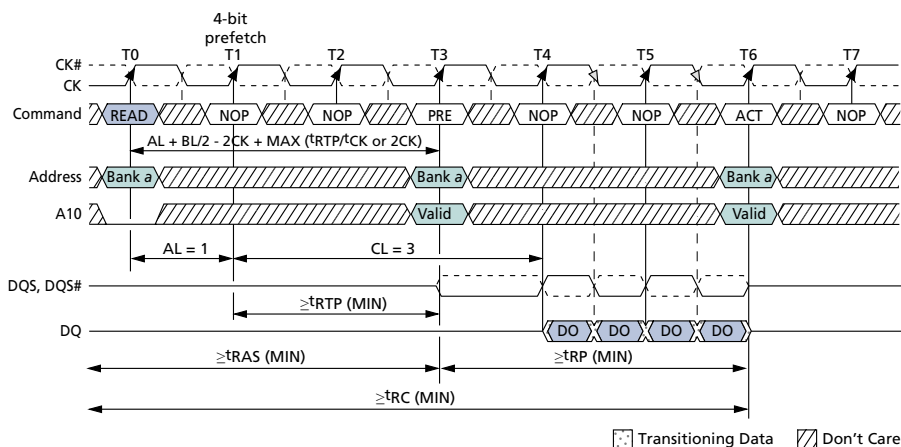 4-bit
prefetch
T0 T1 T2 T3 T4 T5 T6 T7
CK#
CK
Command READ NOP NOP PRE NOP NOP ACT NOP
AL + BL/2 - 2CK + MAX (tRTP/tCK or 2CK)
Address Bank a Bank a Bank a
A10 Valid Valid
AL = 1 CL = 3
DQS, DQS#
≥tRTP (MIN)
DQ DO DO DO DO
≥tRAS (MIN) ≥tRP (MIN)
≥tRC (MIN)
Transitioning Data Don't Care